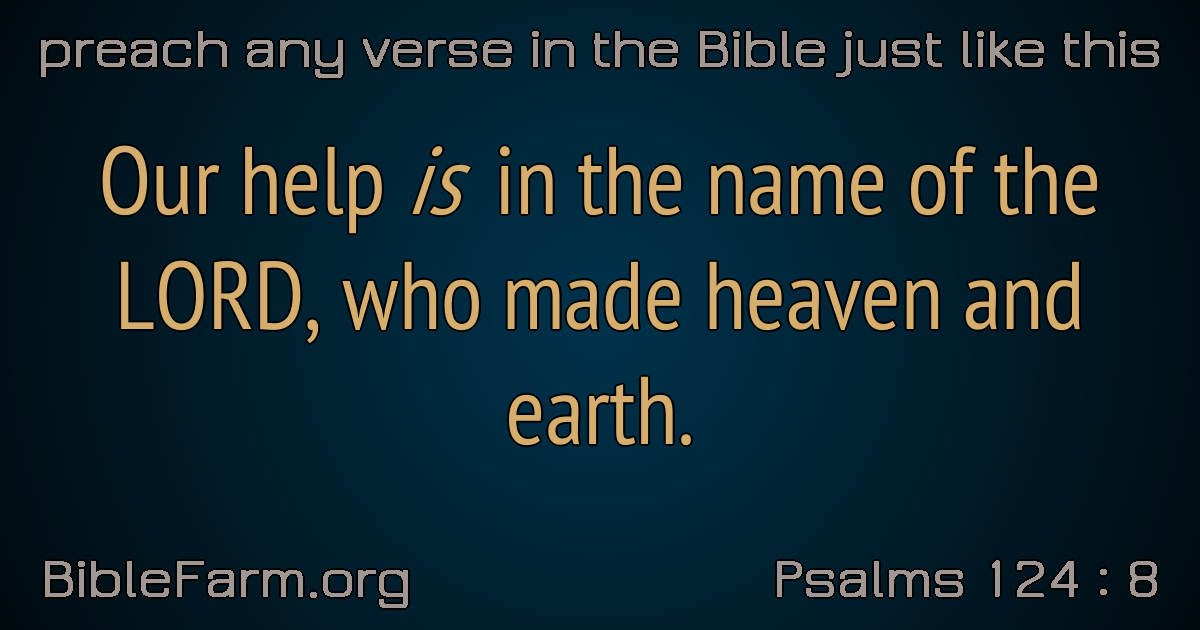 preach any verse in the Bible just like this
Our help is in the name of the
LORD, who made heaven and
earth.
BibleFarm.org
Psalms 124 : 8